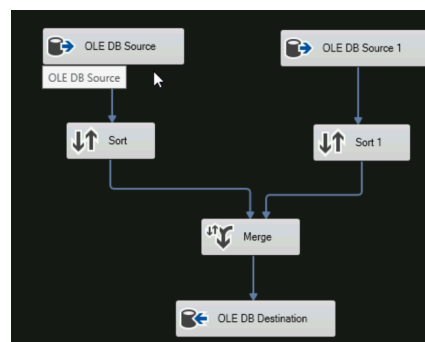 OLE DB Source
OLE DB Source 1
OLE DB Source
Sort
Sort 1
Merge
OLE DB Destination